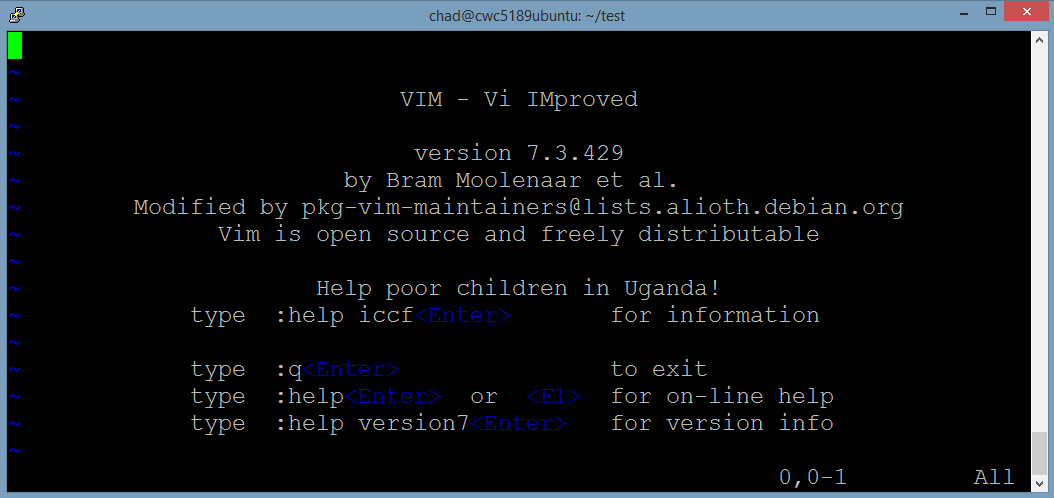 chad@cwc5189ubuntu: ~/test
~
~
VIM - Vi IMproved
~
~
version 7.3.429
~
by Bram Moolenaar et al.
~
Modified by pkg-vim-maintainers@lists.alioth.debian.org
~
Vim is open source and freely distributable
~
~
Help poor children in Uganda!
~
type :help iccf<Enter> for information
~
~
type :q<Enter> to exit
~
type :help<Enter> or <F1> for on-line help
~
type :help version7<Enter> for version info
~
0,0-1 All